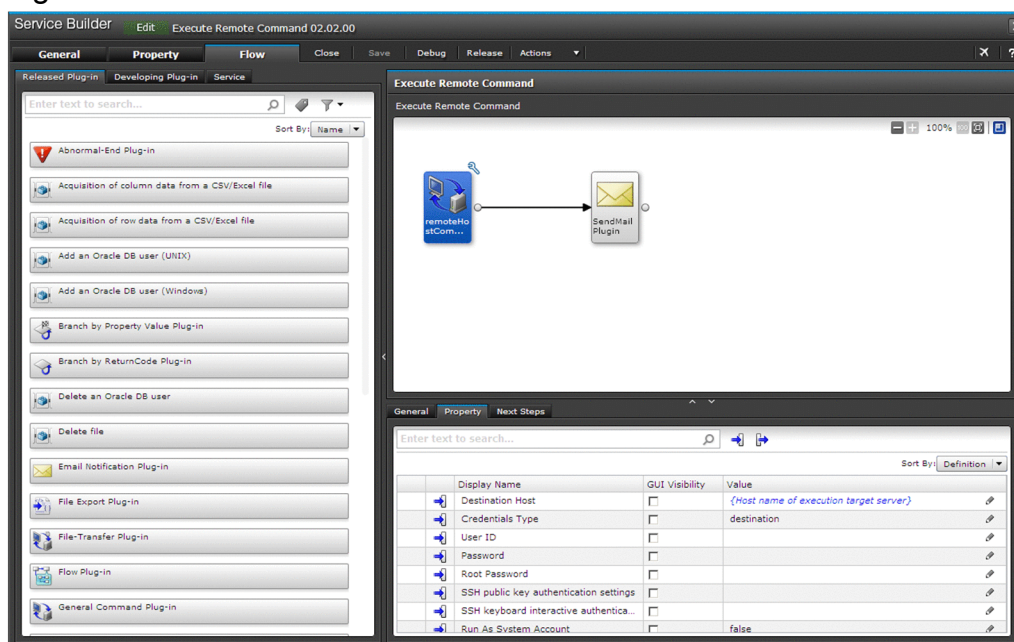 Service Builder Edit Execute Remote Command 02.02.00
General Property Flow Close Save Debug Release Actions
Released Plug-in Developing Plug-in Service
Enter text to search...
Sort By: Name
Abnormal-End Plug-in
Acquisition of column data from a CSV/Excel file
Acquisition of row data from a CSV/Excel file
Add an Oracle DB user (UNIX)
Add an Oracle DB user (Windows)
Branch by Property Value Plug-in
Branch by ReturnCode Plug-in
Delete an Oracle DB user
Delete file
Email Notification Plug-in
File Export Plug-in
File-Transfer Plug-in
Flow Plug-in
General Command Plug-in
Execute Remote Command
Execute Remote Command
100%
remoteHo
stCom...
SendMail
Plugin
General Property Next Steps
Enter text to search...
Sort By: Definition
Display Name GUI Visibility Value
Destination Host {Host name of execution target server}
Credentials Type destination
User ID
Password
Root Password
SSH public key authentication settings
SSH keyboard interactive authentica...
Run As System Account false